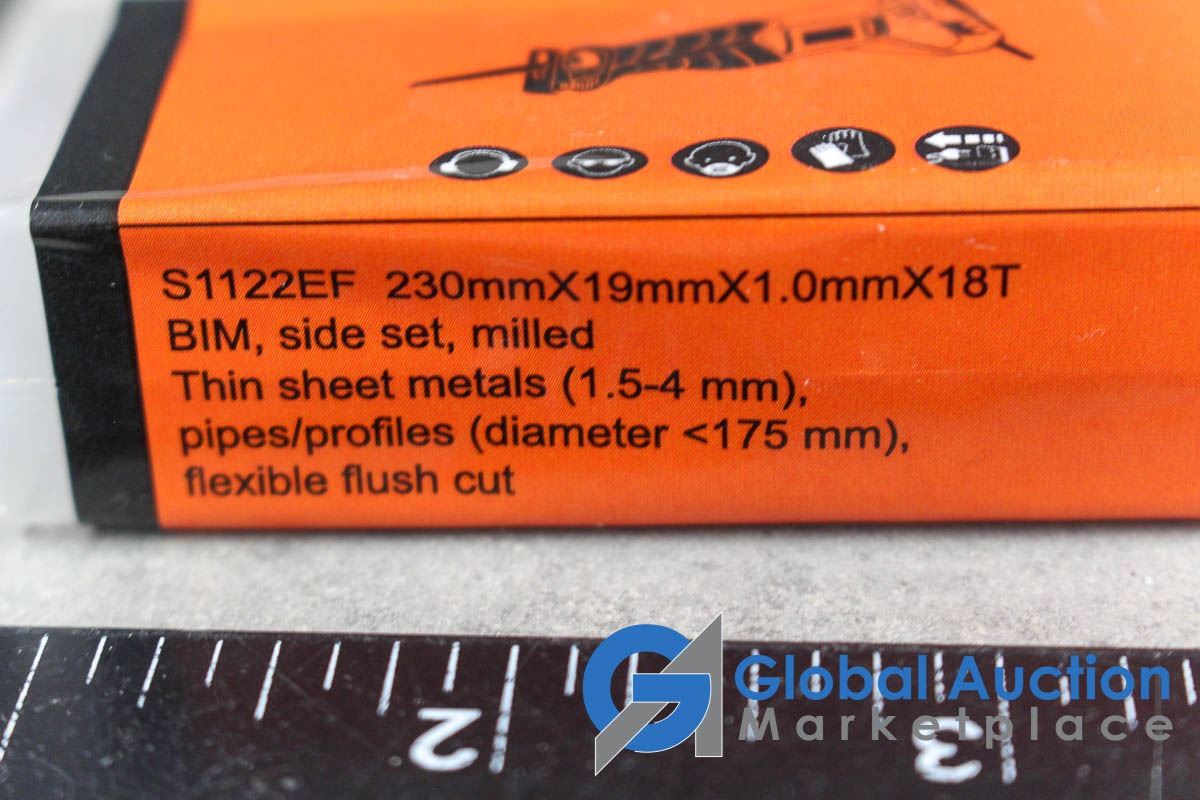 S1122EF 230mmX19mmX1.0mmX18T
BIM, side set, milled
Thin sheet metals (1.5-4 mm),
pipes/profiles (diameter <175 mm),
flexible flush cut
2
3
Global Auction
Marketplace